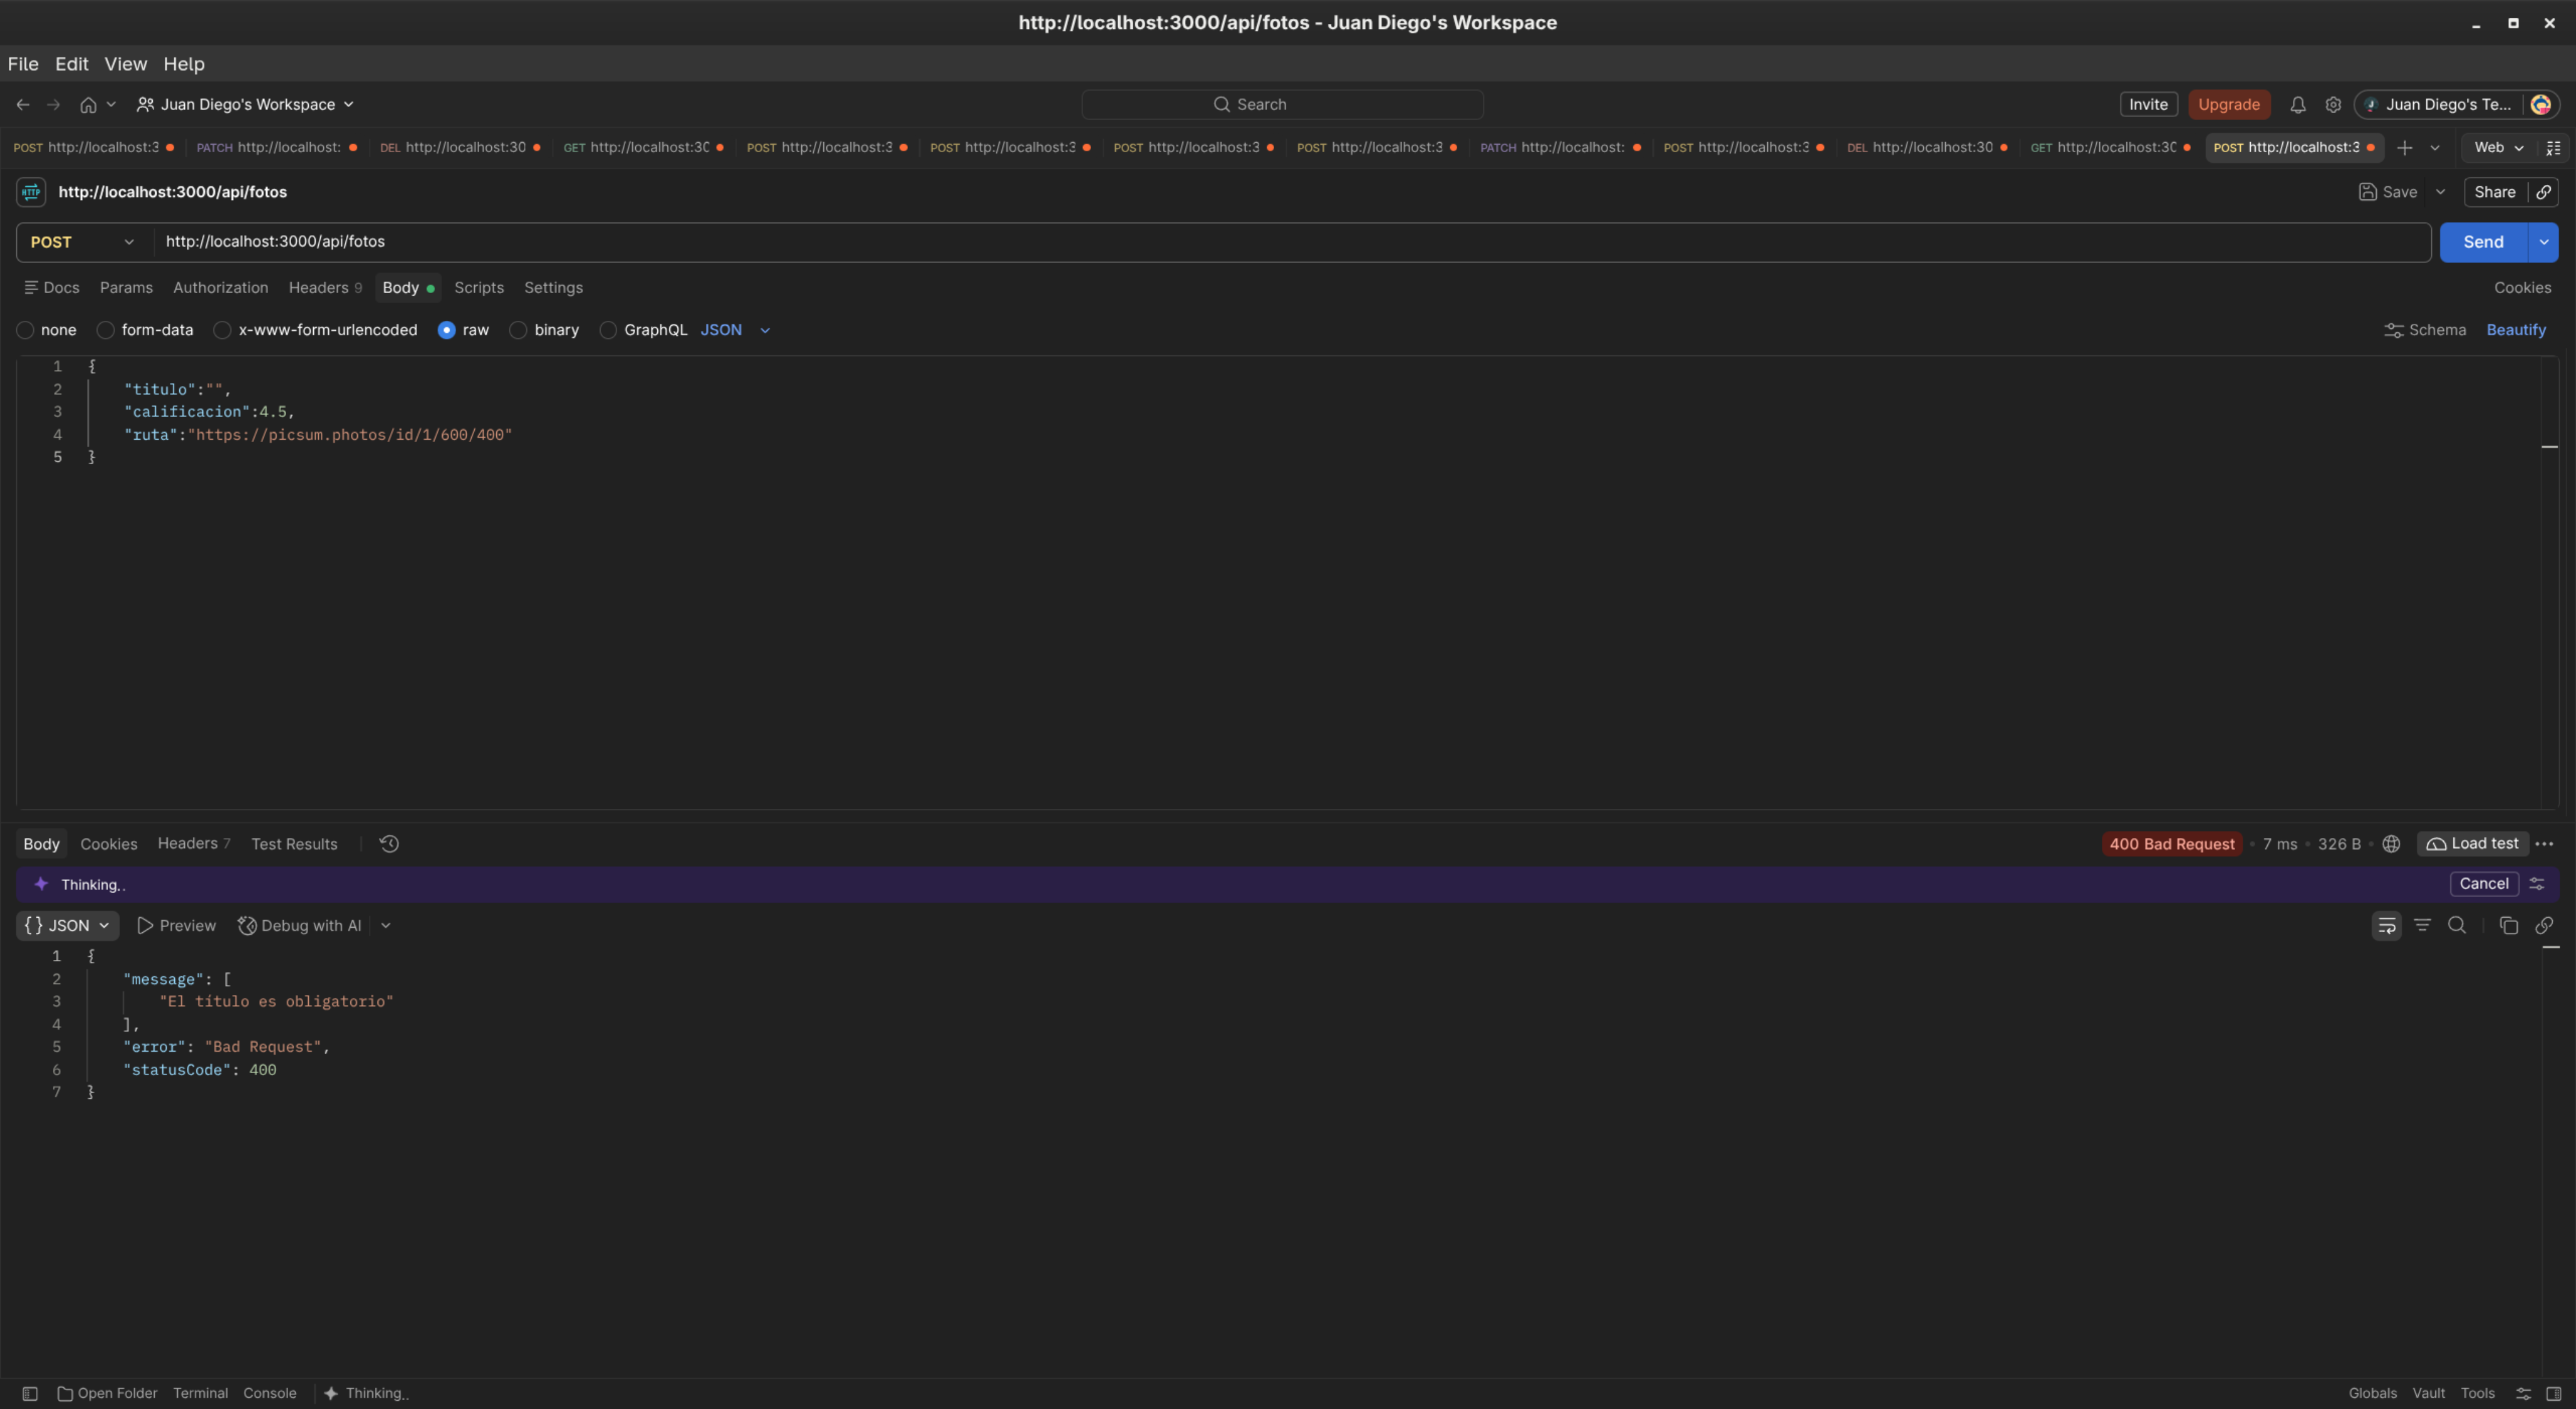 http://localhost:3000/api/fotos - Juan Diego's Workspace
File Edit View Help
Juan Diego's Workspace
Search
Invite Upgrade Juan Diego's Te...
POST http://localhost:3 PATCH http://localhost: DEL http://localhost:30 GET http://localhost:30 POST http://localhost:3 POST http://localhost:3 POST http://localhost:3 POST http://localhost:3 PATCH http://localhost: POST http://localhost:3 DEL http://localhost:30 GET http://localhost:30 POST http://localhost:3 Web
HTTP http://localhost:3000/api/fotos Save Share
POST http://localhost:3000/api/fotos Send
Docs Params Authorization Headers 9 Body Scripts Settings Cookies
none form-data x-www-form-urlencoded raw binary GraphQL JSON Schema Beautify
1 {
2 "titulo":"",
3 "calificacion":4.5,
4 "ruta":"https://picsum.photos/id/1/600/400"
5 }
Body Cookies Headers 7 Test Results 400 Bad Request 7 ms 326 B Load test
Thinking.. Cancel
{} JSON Preview Debug with AI
1 {
2 "message": [
3 "El titulo es obligatorio"
4 ],
5 "error": "Bad Request",
6 "statusCode": 400
7 }
Open Folder Terminal Console Thinking.. Globals Vault Tools